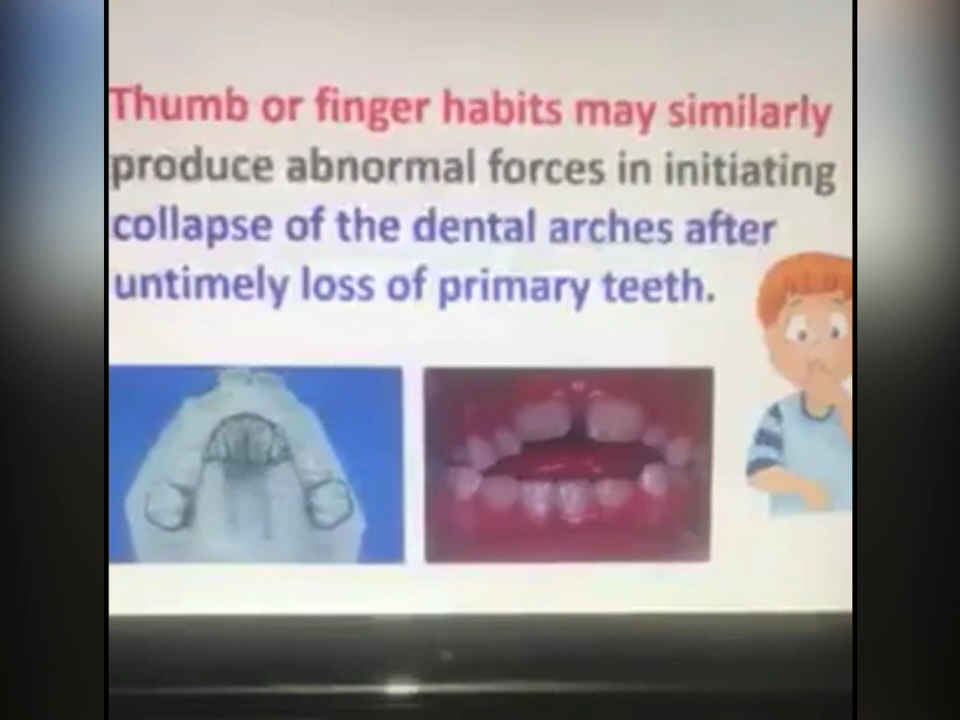 Thumb or finger habits may similarly
produce abnormal forces in initiating
collapse of the dental arches after
untimely loss of primary teeth.